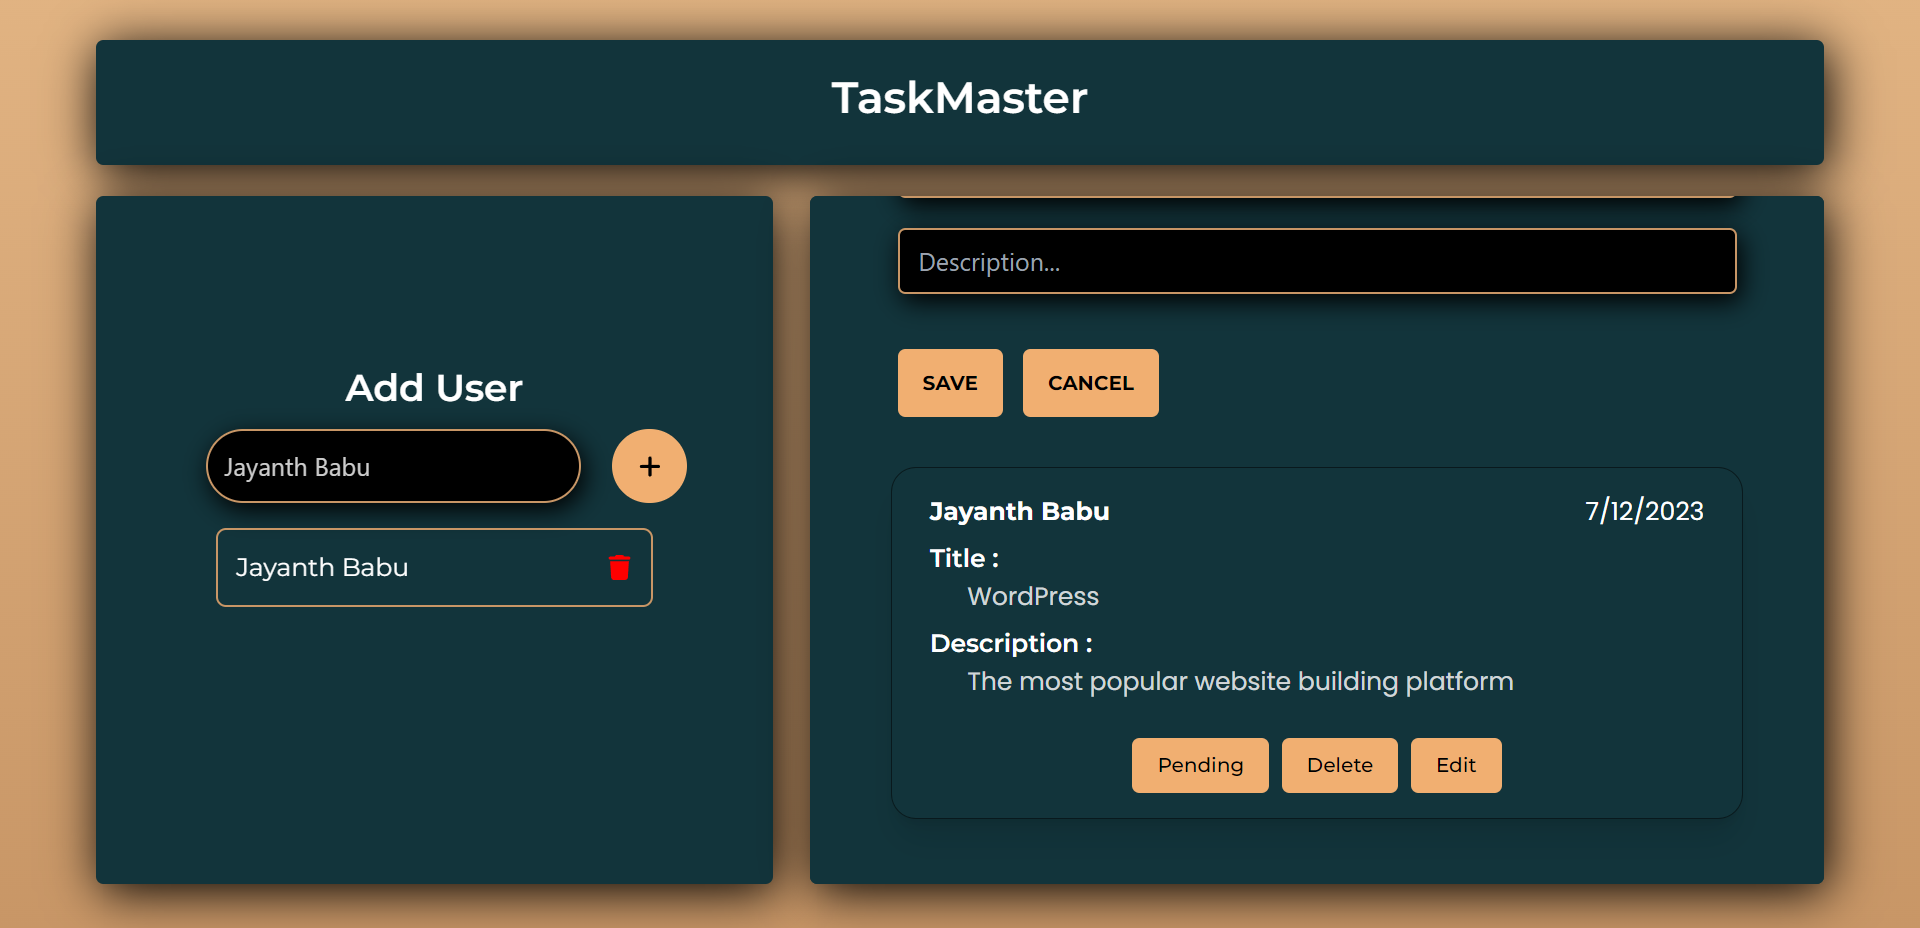 TaskMaster
Add User
Jayanth Babu
+
Jayanth Babu
Description...
SAVE CANCEL
Jayanth Babu 7/12/2023
Title :
WordPress
Description :
The most popular website building platform
Pending Delete Edit